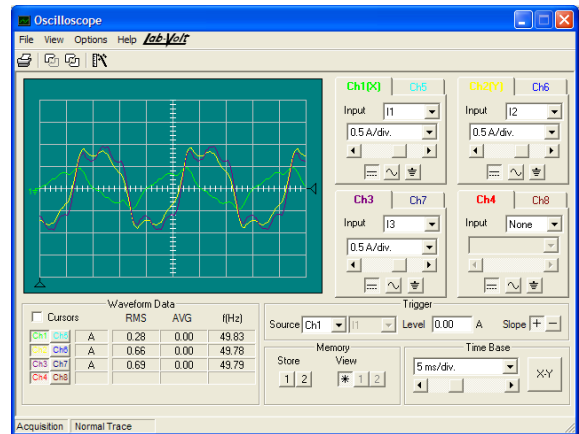 Oscilloscope
File View Options Help Lab-Volt
Ch1(X) Ch5
Input I1
0.5 A/div.
Ch2(Y) Ch6
Input I2
0.5 A/div.
Ch3 Ch7
Input I3
0.5 A/div.
Ch4 Ch8
Input None
Waveform Data
Cursors RMS AVG f(Hz)
Ch1 Ch5 A 0.28 0.00 49.83
Ch6 A 0.66 0.00 49.78
Ch3 Ch7 A 0.69 0.00 49.79
Ch4 Ch8
Trigger
Source Ch1 I1 Level 0.00 A Slope + −
Memory
Store View
1 2 * 1 2
Time Base
5 ms/div.
X-Y
Acquisition Normal Trace